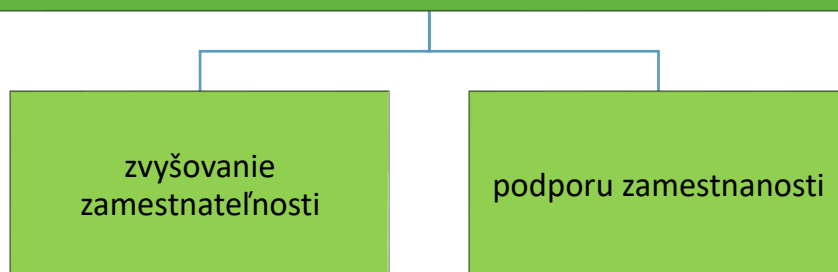 zvyšovanie
zamestnateľnosti
podporu zamestnanosti